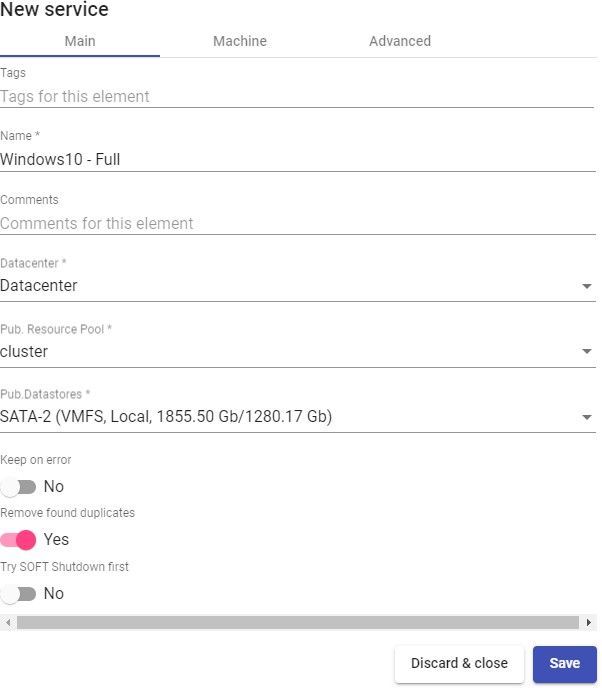 New service
Main Machine Advanced
Tags
Tags for this element
Name *
Windows10 - Full
Comments
Comments for this element
Datacenter *
Datacenter
Pub. Resource Pool *
cluster
Pub.Datastores *
SATA-2 (VMFS, Local, 1855.50 Gb/1280.17 Gb)
Keep on error
No
Remove found duplicates
Yes
Try SOFT Shutdown first
No
Discard & close Save